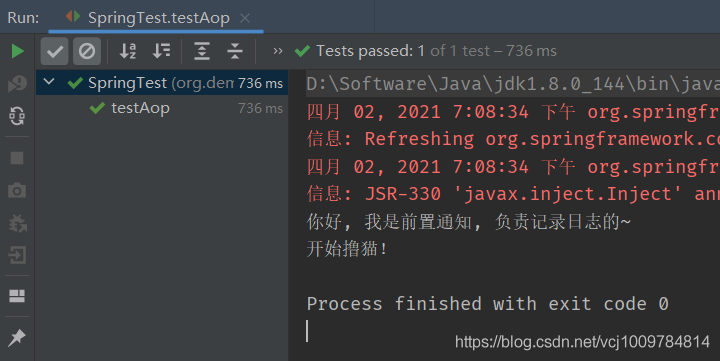 Run: SpringTest.testAop
Tests passed: 1 of 1 test – 736 ms
SpringTest (org.den 736 ms
testAop 736 ms
D:\Software\Java\jdk1.8.0_144\bin\java
四月 02, 2021 7:08:34 下午 org.springfr
信息: Refreshing org.springframework.co
四月 02, 2021 7:08:34 下午 org.springfr
信息: JSR-330 'javax.inject.Inject' ann
你好, 我是前置通知, 负责记录日志的~
开始撸猫!
Process finished with exit code 0
https://blog.csdn.net/vcj1009784814